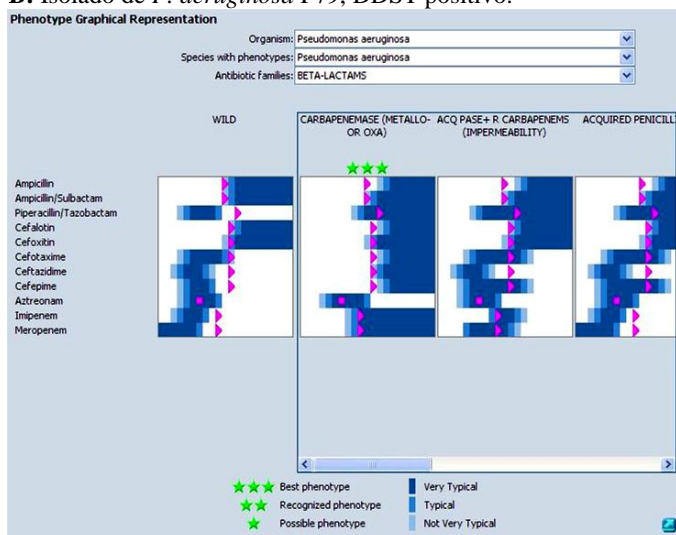 B. Isolado de P. aeruginosa P79, DDST positivo.
Phenotype Graphical Representation
Organism: Pseudomonas aeruginosa
Species with phenotypes: Pseudomonas aeruginosa
Antibiotic families: BETA-LACTAMS
WILD
CARBAPENEMASE (METALLO-
OR OXA)
ACQ PASE+ R CARBAPENEMS
(IMPERMEABILITY)
ACQUIRED PENICILL
Ampicillin
Ampicillin/Sulbactam
Piperacillin/Tazobactam
Cefalotin
Cefoxitin
Cefotaxime
Ceftazidime
Cefepime
Aztreonam
Imipenem
Meropenem
Best phenotype
Very Typical
Recognized phenotype
Typical
Possible phenotype
Not Very Typical